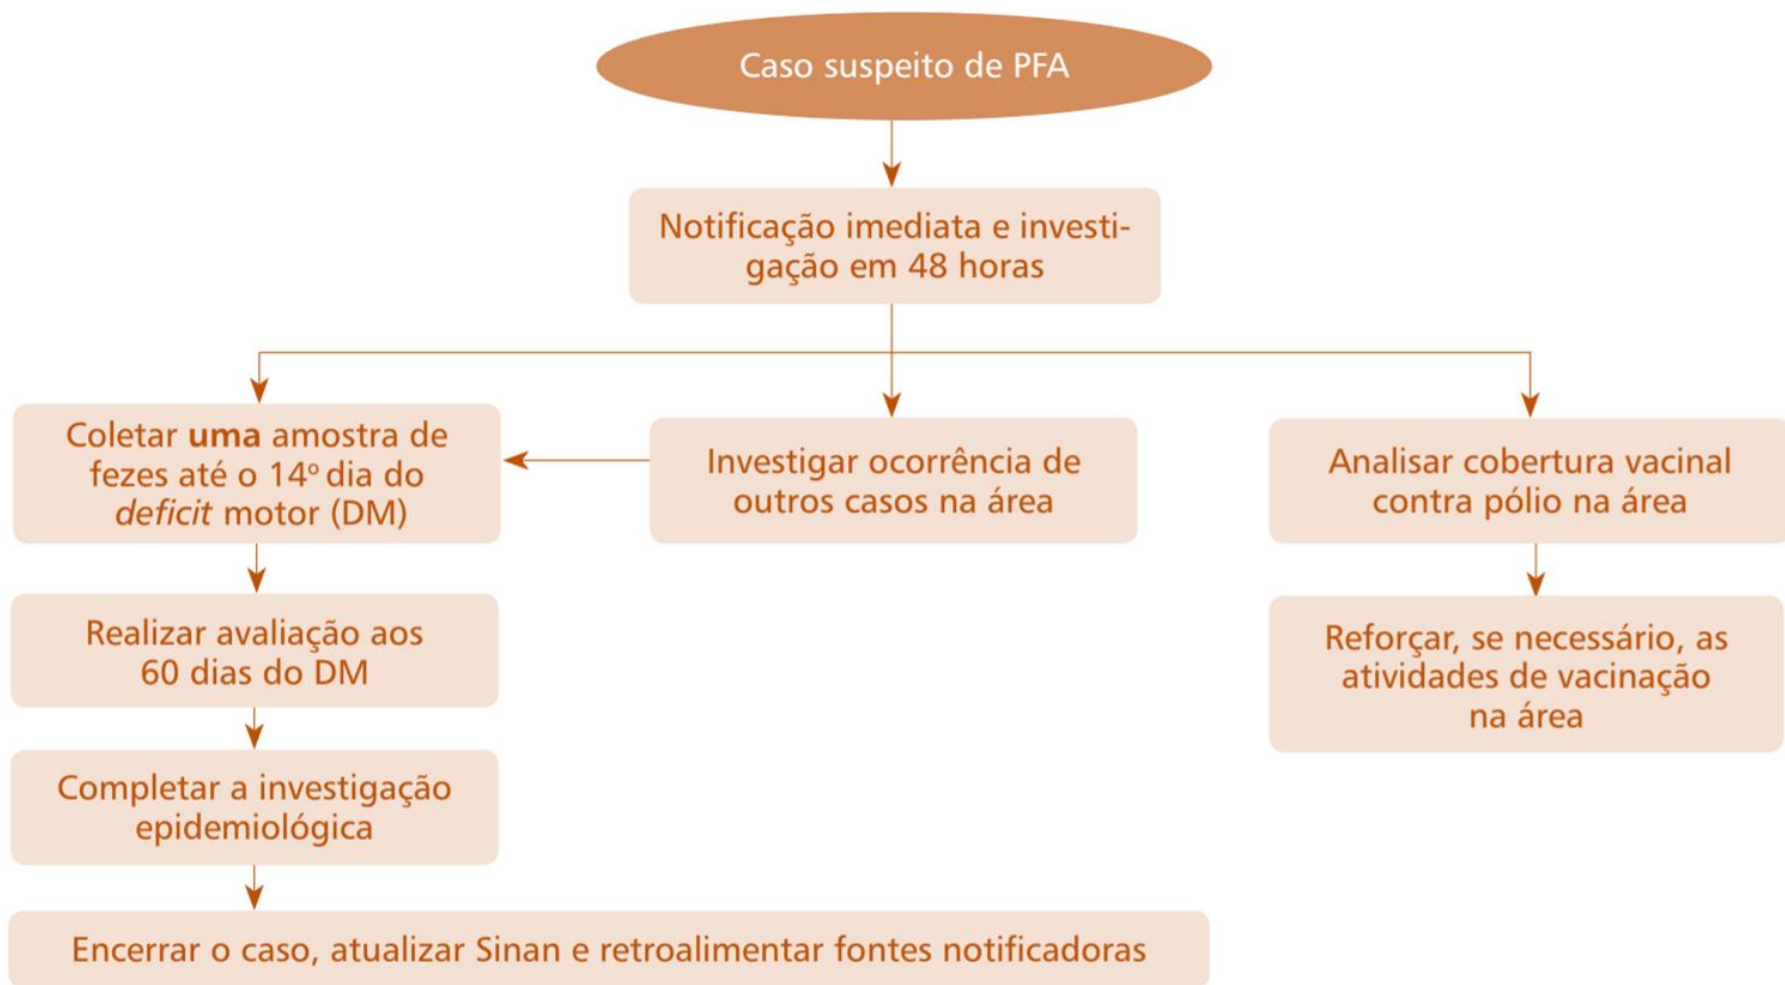 Caso suspeito de PFA
Notificação imediata e investi-
gação em 48 horas
Coletar uma amostra de
fezes até o 14º dia do
deficit motor (DM)
Investigar ocorrência de
outros casos na área
Analisar cobertura vacinal
contra pólio na área
Realizar avaliação aos
60 dias do DM
Reforçar, se necessário, as
atividades de vacinação
na área
Completar a investigação
epidemiológica
Encerrar o caso, atualizar Sinan e retroalimentar fontes notificadoras